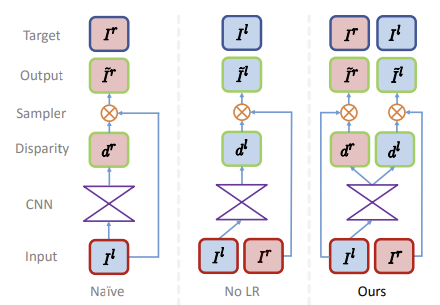 Target I^r I^l I^r I^l
Output Ĩ^r Ĩ^l Ĩ^r Ĩ^l
Sampler
Disparity d^r d^l d^r d^l
CNN
Input I^l I^l I^r I^l I^r
Naïve No LR Ours